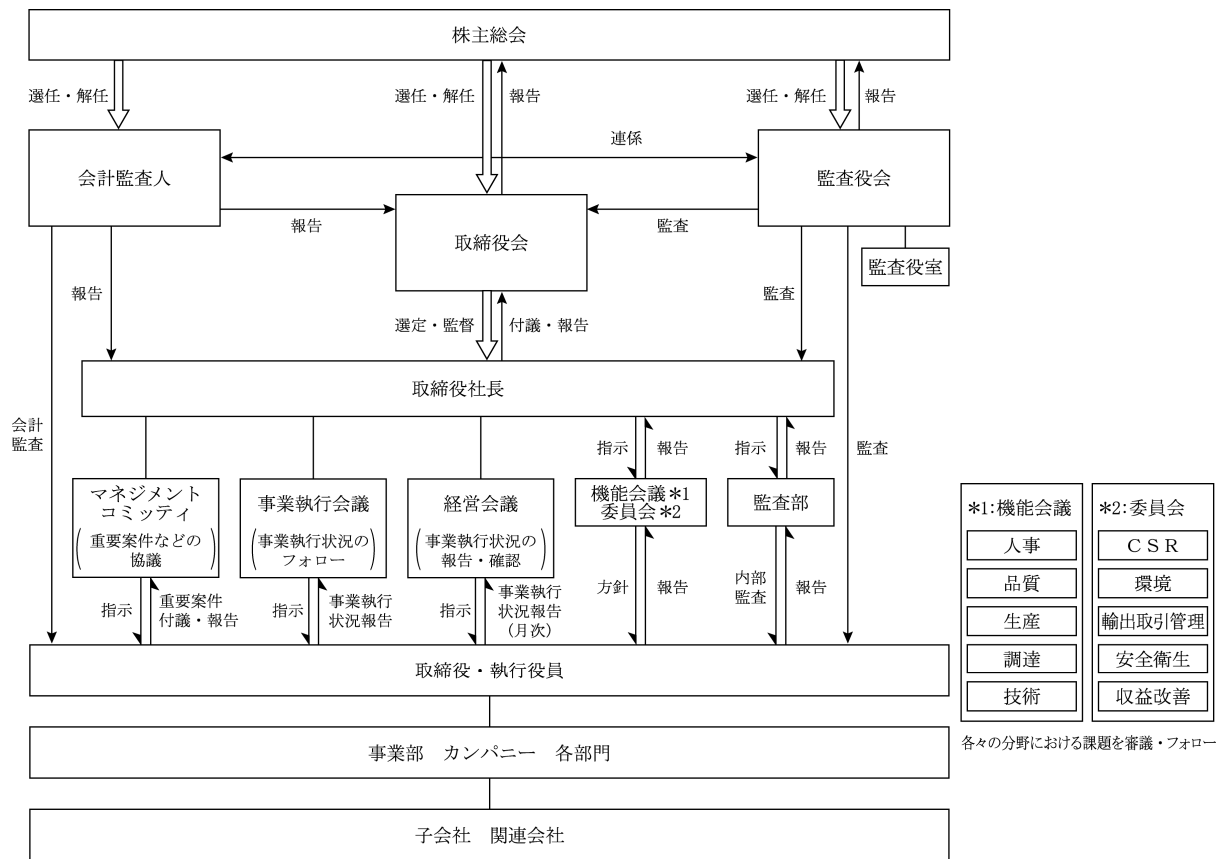 株主総会
選任・解任
選任・解任
報告
選任・解任
報告
連係
会計監査人
監査役会
報告
監査
取締役会
監査役室
報告
監査
選定・監督
付議・報告
取締役社長
会計
監査
指示
報告
指示
報告
監査
マネジメント
コミッティ
(重要案件などの
協議)
事業執行会議
(事業執行状況の
フォロー)
経営会議
(事業執行状況の
報告・確認)
機能会議*1
委員会*2
監査部
指示
重要案件
付議・報告
指示
事業執行
状況報告
指示
事業執行
状況報告
(月次)
方針
報告
内部
監査
報告
取締役・執行役員
事業部 カンパニー 各部門
子会社 関連会社
*1:機能会議
人事
品質
生産
調達
技術
*2:委員会
CSR
環境
輸出取引管理
安全衛生
収益改善
各々の分野における課題を審議・フォロー